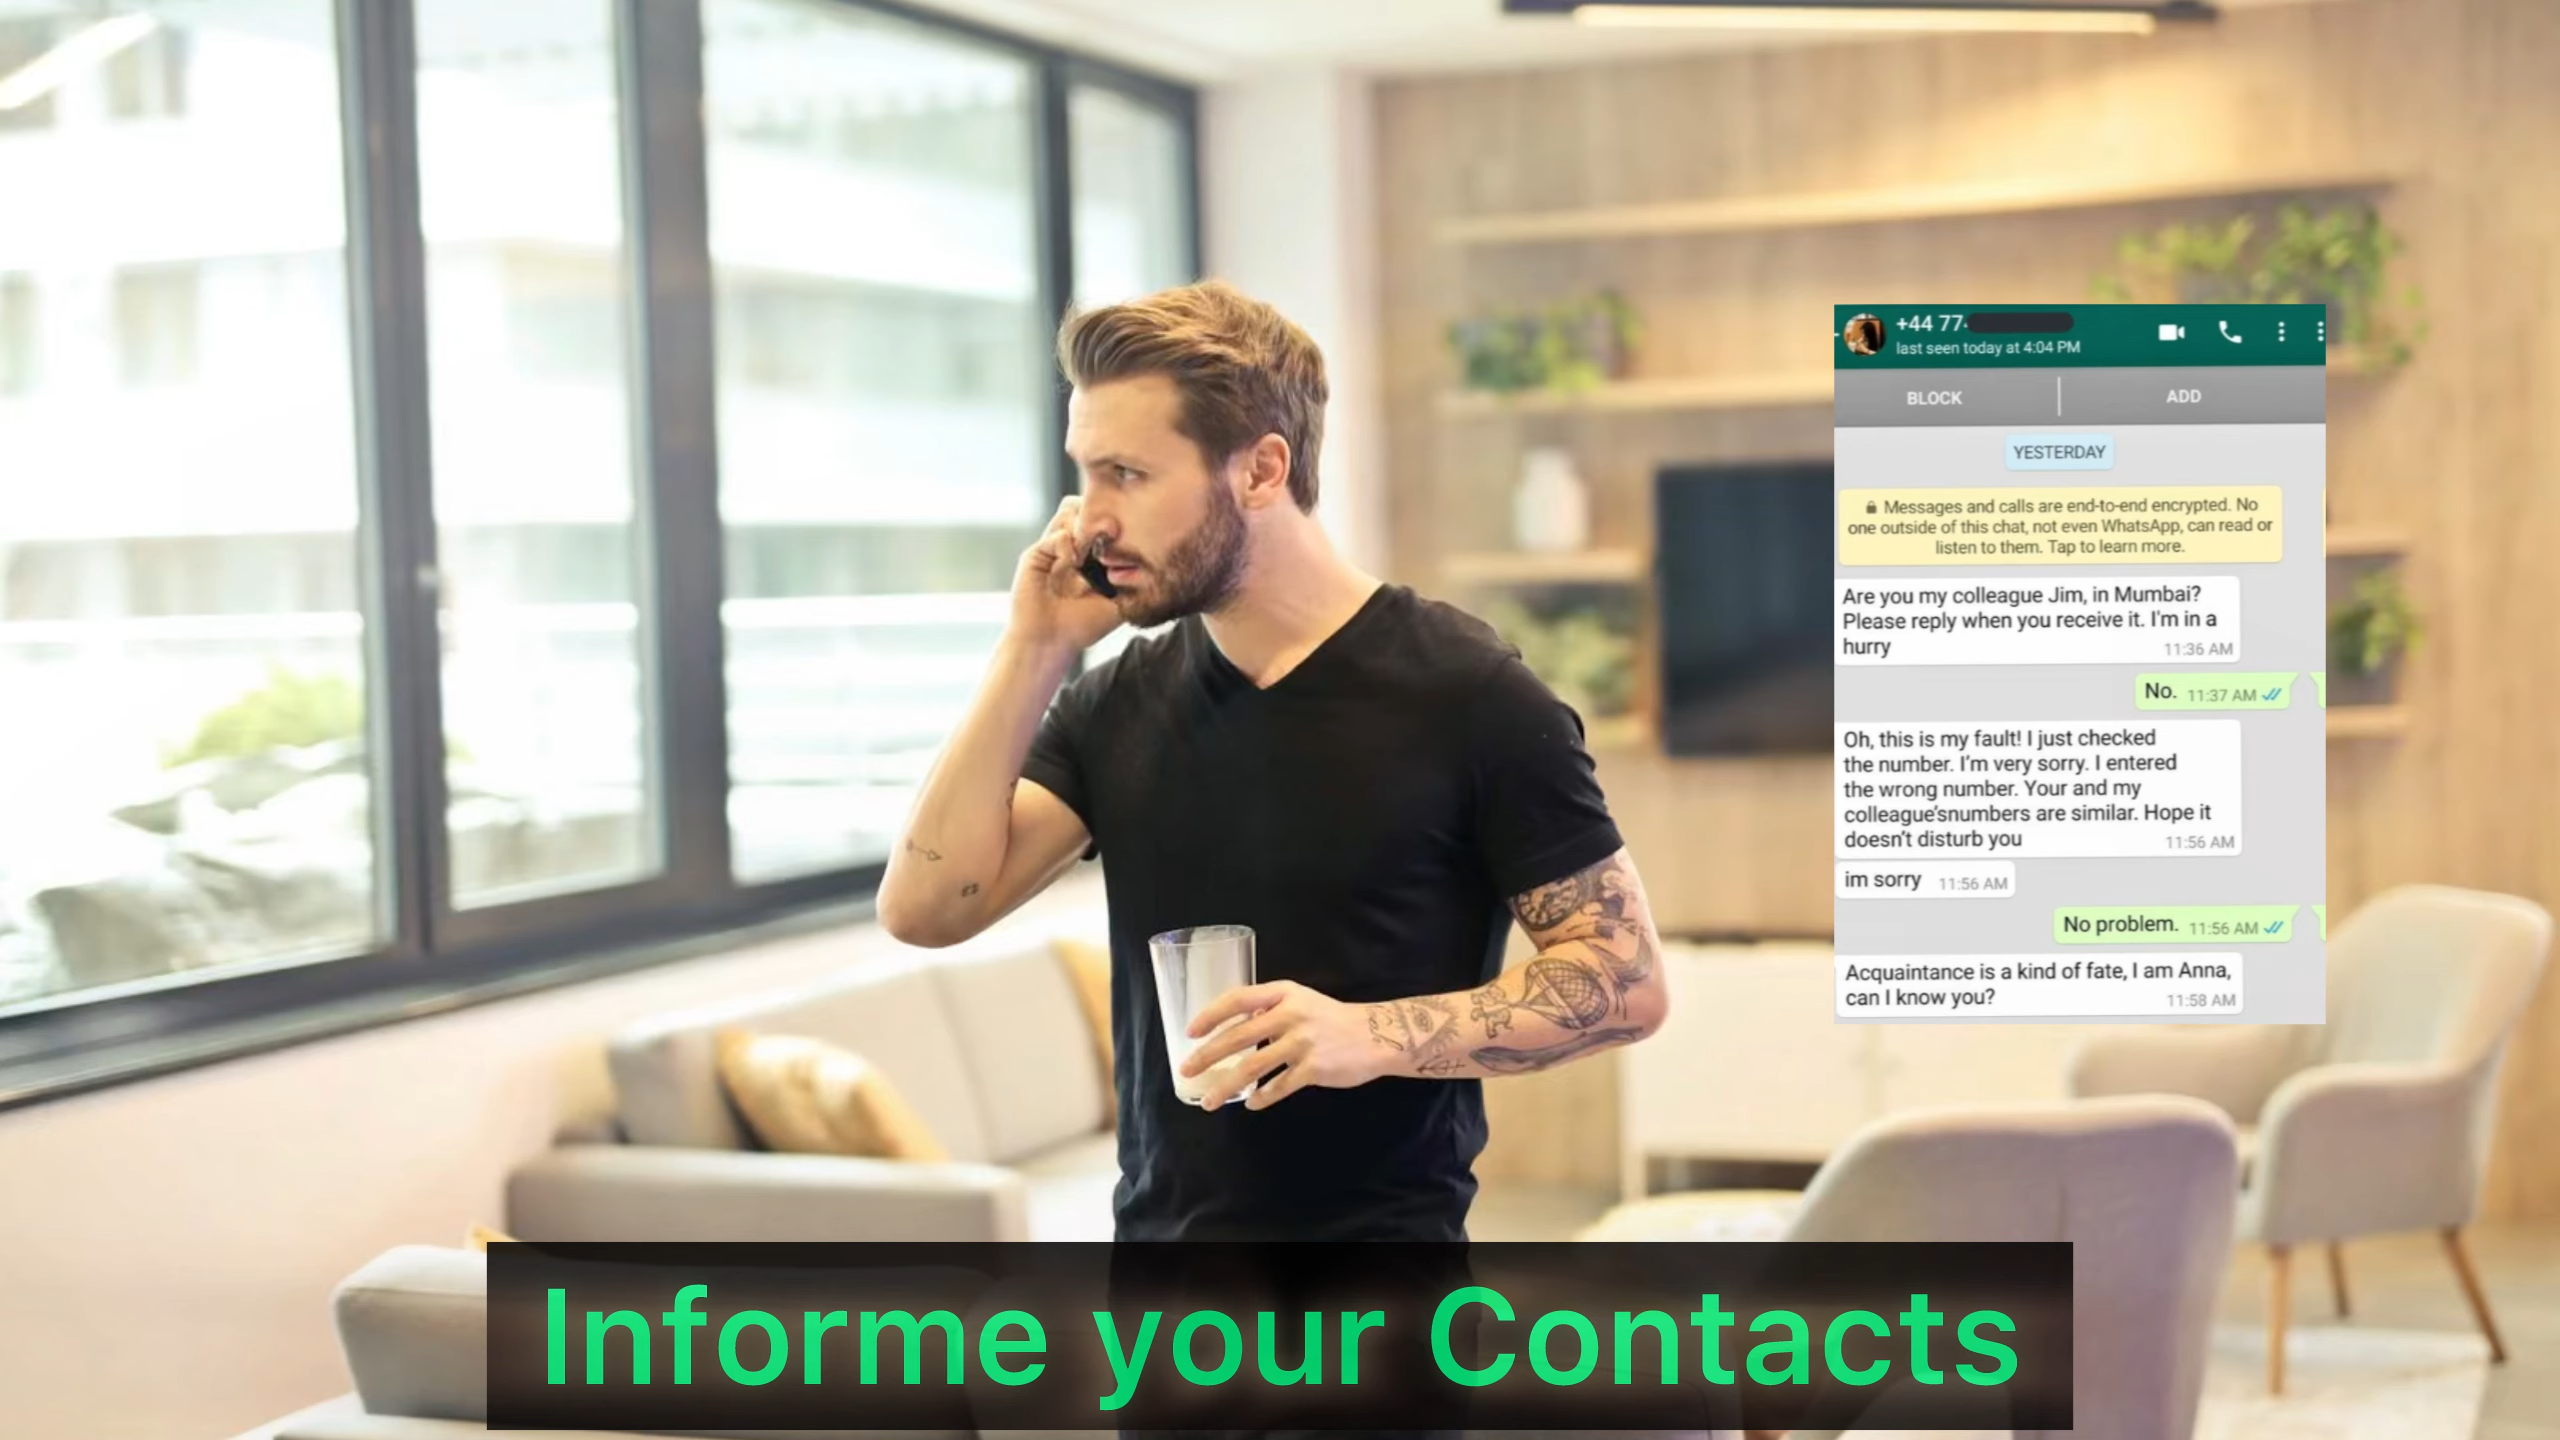 +44 77
last seen today at 4:04 PM
BLOCK
ADD
YESTERDAY
Messages and calls are end-to-end encrypted. No
one outside of this chat, not even WhatsApp, can read or
listen to them. Tap to learn more.
Are you my colleague Jim, in Mumbai?
Please reply when you receive it. I'm in a
hurry
11:36 AM
No. 11:37 AM
Oh, this is my fault! I just checked
the number. I'm very sorry. I entered
the wrong number. Your and my
colleague'snumbers are similar. Hope it
doesn't disturb you
11:56 AM
im sorry 11:56 AM
No problem. 11:56 AM
Acquaintance is a kind of fate, I am Anna,
can I know you?
11:58 AM
Informe your Contacts